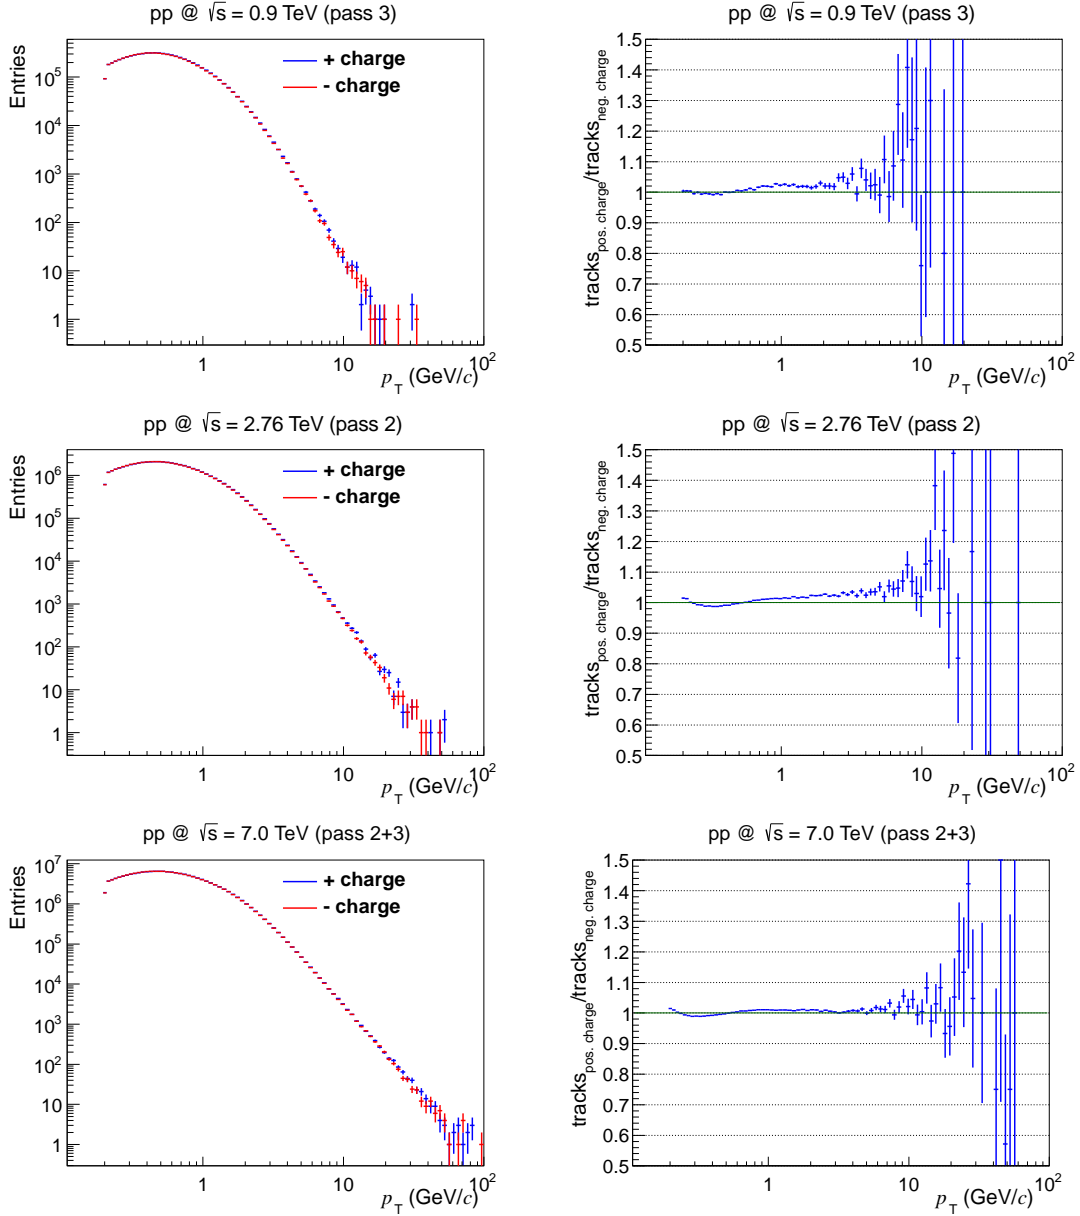 pp @ √s = 0.9 TeV (pass 3)
Entries
10⁵
10⁴
10³
10²
10
1
+ charge
- charge
1 10 10²
p_T (GeV/c)
pp @ √s = 0.9 TeV (pass 3)
tracks_pos. charge/tracks_neg. charge
1.5
1.4
1.3
1.2
1.1
1
0.9
0.8
0.7
0.6
0.5
1 10 10²
p_T (GeV/c)
pp @ √s = 2.76 TeV (pass 2)
Entries
10⁶
10⁵
10⁴
10³
10²
10
1
+ charge
- charge
1 10 10²
p_T (GeV/c)
pp @ √s = 2.76 TeV (pass 2)
tracks_pos. charge/tracks_neg. charge
1.5
1.4
1.3
1.2
1.1
1
0.9
0.8
0.7
0.6
0.5
1 10 10²
p_T (GeV/c)
pp @ √s = 7.0 TeV (pass 2+3)
Entries
10⁷
10⁶
10⁵
10⁴
10³
10²
10
1
+ charge
- charge
1 10 10²
p_T (GeV/c)
pp @ √s = 7.0 TeV (pass 2+3)
tracks_pos. charge/tracks_neg. charge
1.5
1.4
1.3
1.2
1.1
1
0.9
0.8
0.7
0.6
0.5
1 10 10²
p_T (GeV/c)